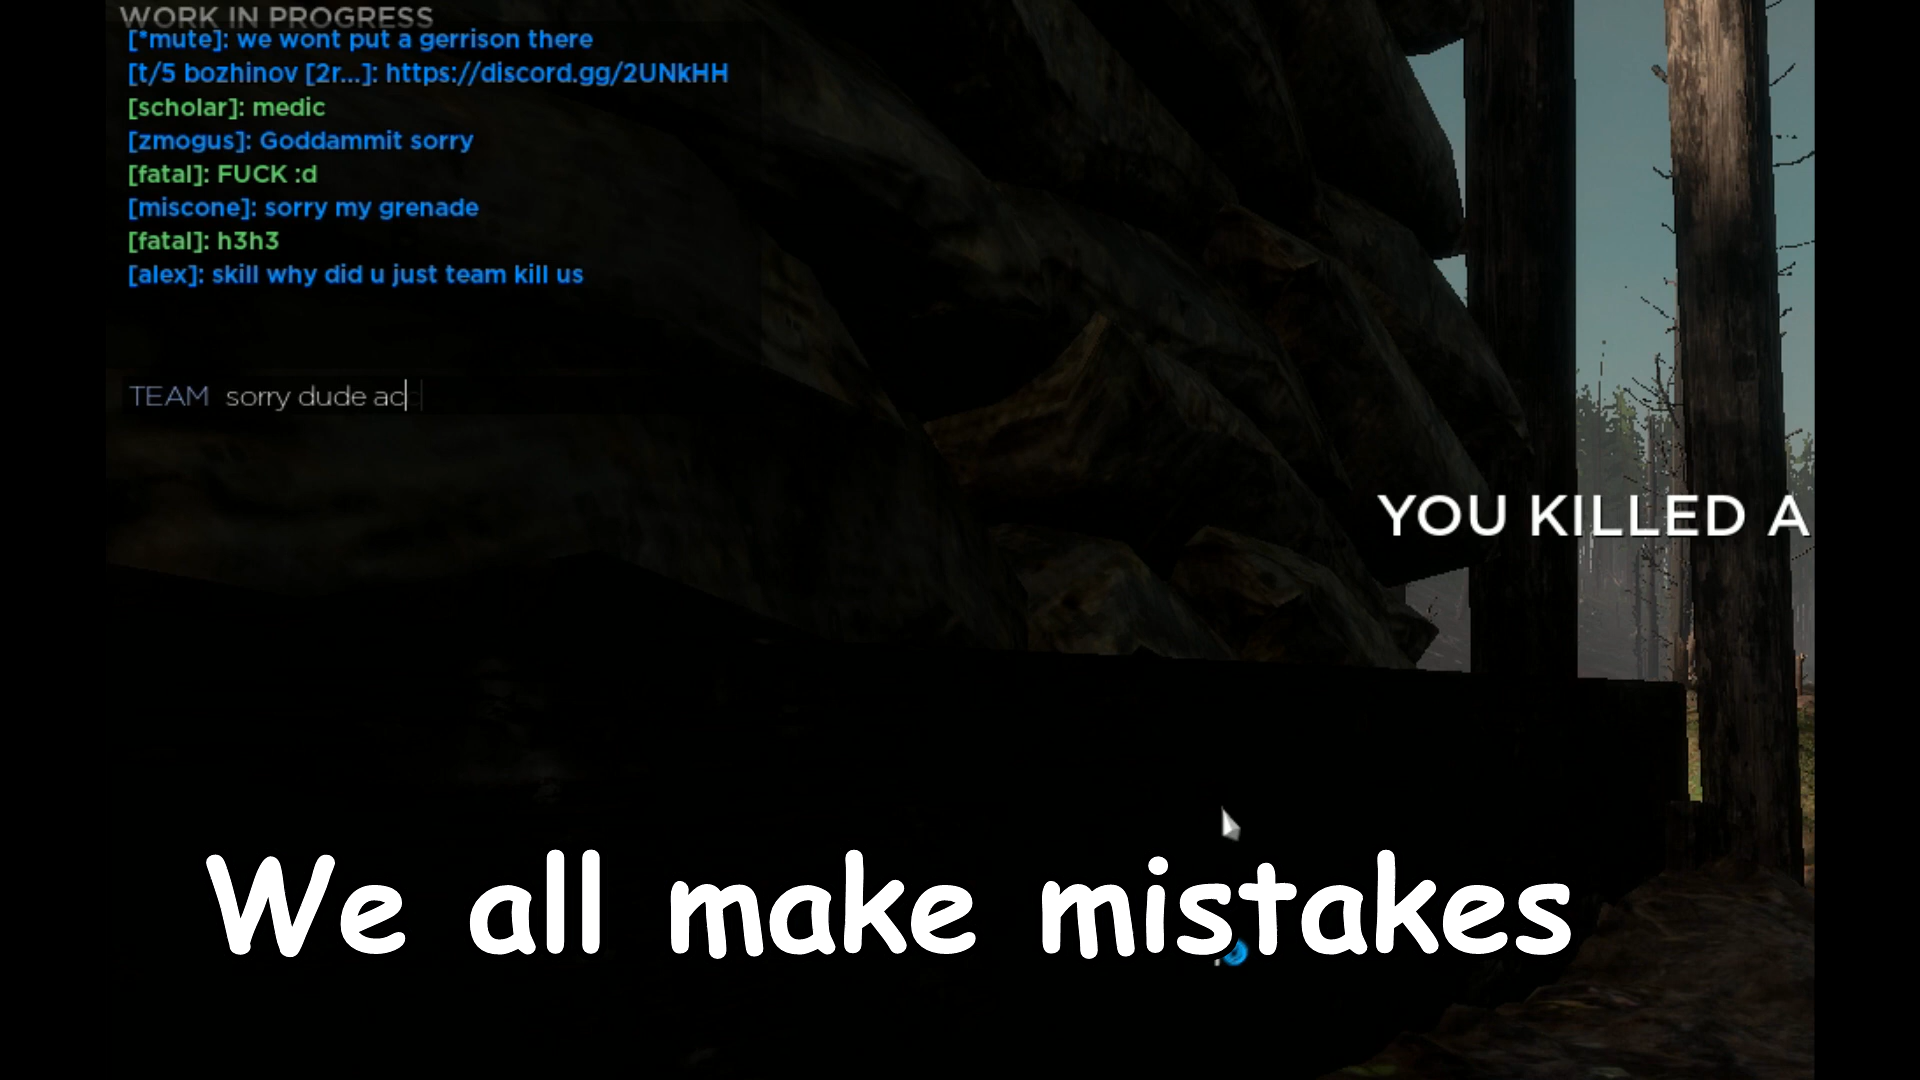 WORK IN PROGRESS
[*mute]: we wont put a gerrison there
[t/5 bozhinov [2r...]: https://discord.gg/2UNkHH
[scholar]: medic
[zmogus]: Goddammit sorry
[fatal]: FUCK :d
[miscone]: sorry my grenade
[fatal]: h3h3
[alex]: skill why did u just team kill us
TEAM sorry dude ac
YOU KILLED A
We all make mistakes